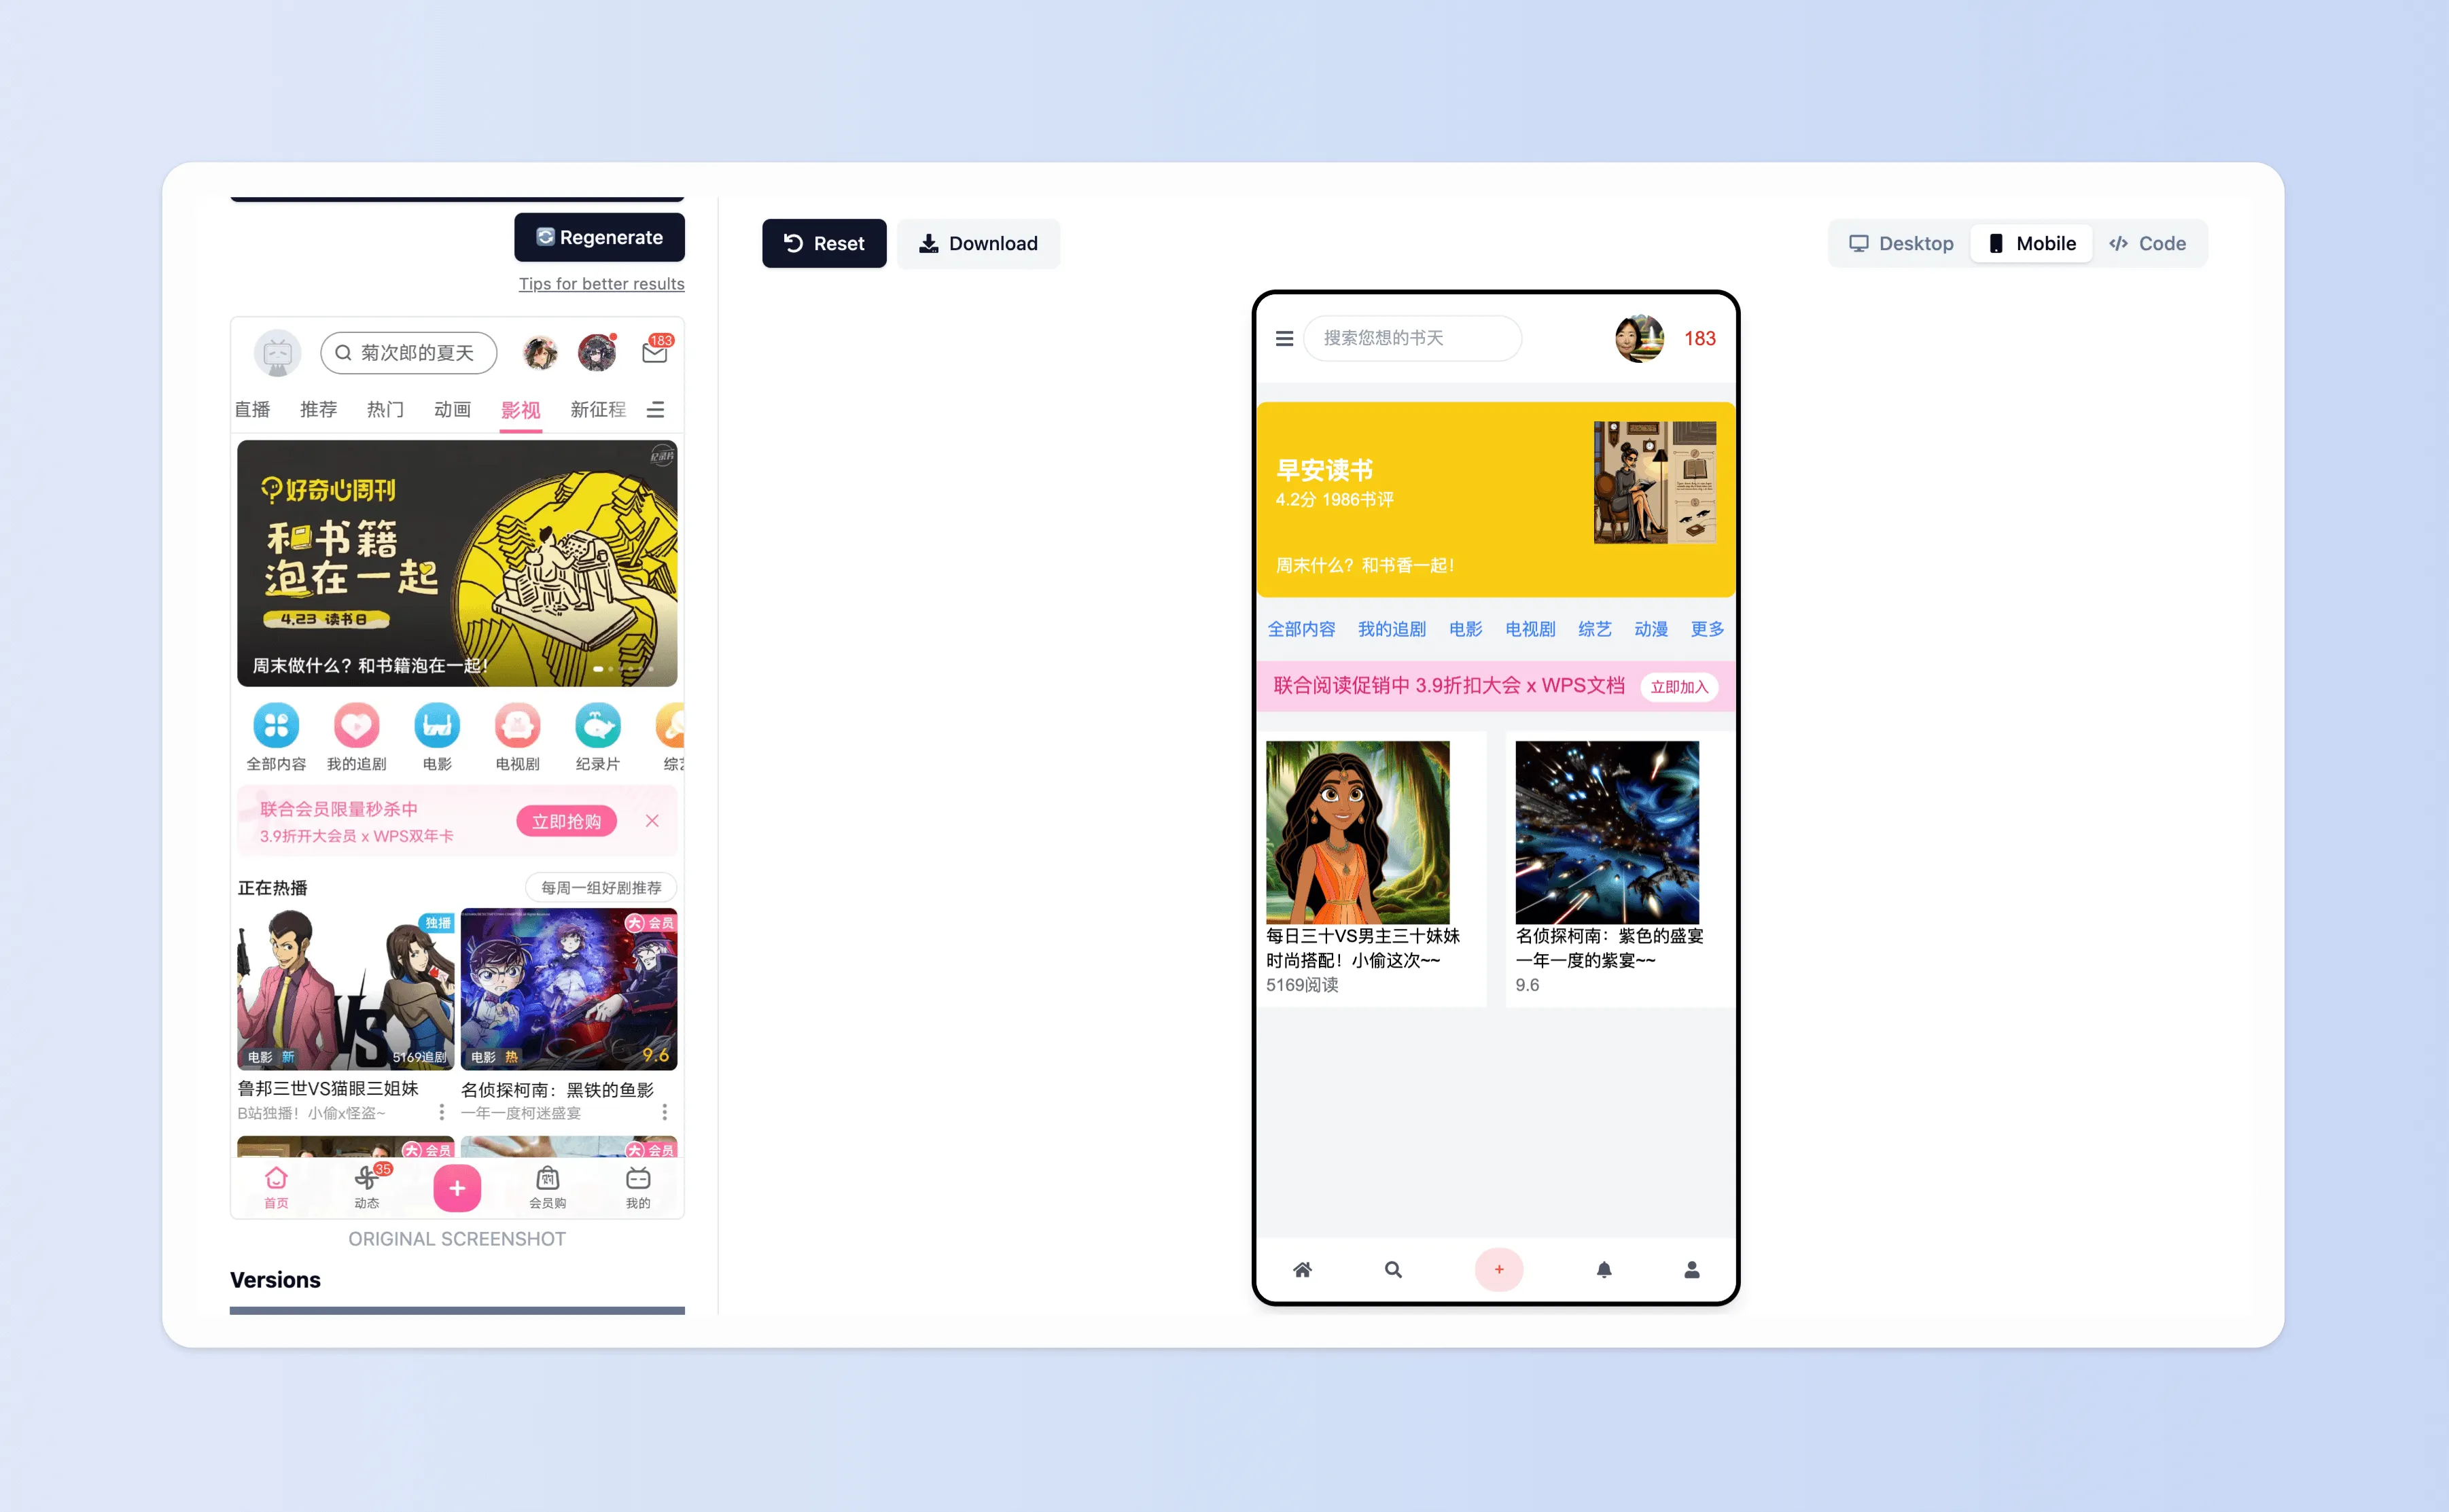 Regenerate
Tips for better results
菊次郎的夏天
183
直播 推荐 热门 动画 影视 新征程
纪录片
好奇心周刊
和书籍
泡在一起
4.23 读书日
周末做什么？和书籍泡在一起！
全部内容 我的追剧 电影 电视剧 纪录片 综
联合会员限量秒杀中
3.9折开大会员 x WPS双年卡
立即抢购
正在热播
每周一组好剧推荐
独播
VS
电影 新
5169追剧
鲁邦三世VS猫眼三姐妹
B站独播！小偷x怪盗~
大 会员
电影 热
9.6
名侦探柯南：黑铁的鱼影
一年一度柯迷盛宴
大 会员
大 会员
首页
35
动态
+
购
会员购
我的
ORIGINAL SCREENSHOT
Versions
Reset
Download
Desktop
Mobile
</> Code
搜索您想的书天
183
早安读书
4.2分 1986书评
周末什么？和书香一起！
全部内容 我的追剧 电影 电视剧 综艺 动漫 更多
联合阅读促销中 3.9折扣大会 x WPS文档
立即加入
每日三十VS男主三十妹妹
时尚搭配！小偷这次~~
5169阅读
名侦探柯南：紫色的盛宴
一年一度的紫宴~~
9.6
+